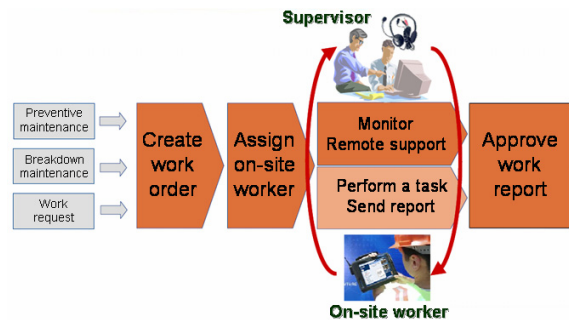 Supervisor
Preventive
maintenance
Breakdown
maintenance
Work
request
Create
work
order
Assign
on-site
worker
Monitor
Remote support
Perform a task
Send report
Approve
work
report
On-site worker